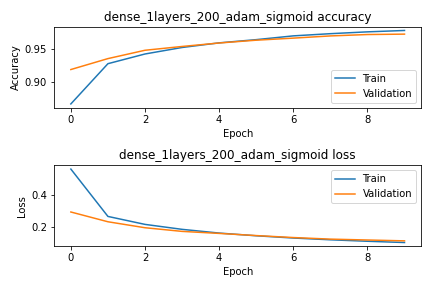 dense_1layers_200_adam_sigmoid accuracy
Accuracy
0.95
0.90
Train
Validation
0 2 4 6 8
Epoch
dense_1layers_200_adam_sigmoid loss
Loss
0.4
0.2
Train
Validation
0 2 4 6 8
Epoch